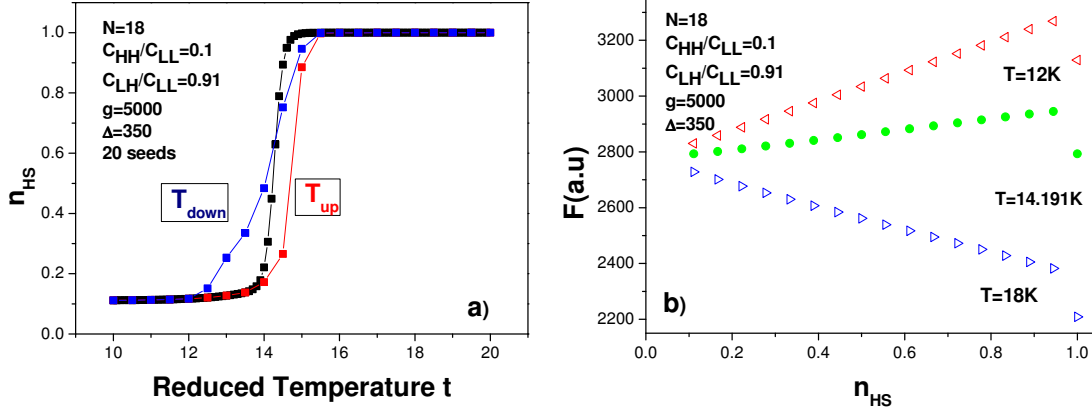 N=18
C_HH/C_LL=0.1
C_LH/C_LL=0.91
g=5000
Δ=350
20 seeds
T_down
T_up
a)
1.0
0.8
0.6
0.4
0.2
0.0
n_HS
10 12 14 16 18 20
Reduced Temperature t
N=18
C_HH/C_LL=0.1
C_LH/C_LL=0.91
g=5000
Δ=350
T=12K
T=14.191K
T=18K
b)
3200
3000
2800
2600
2400
2200
F(a.u)
0.0 0.2 0.4 0.6 0.8 1.0
n_HS